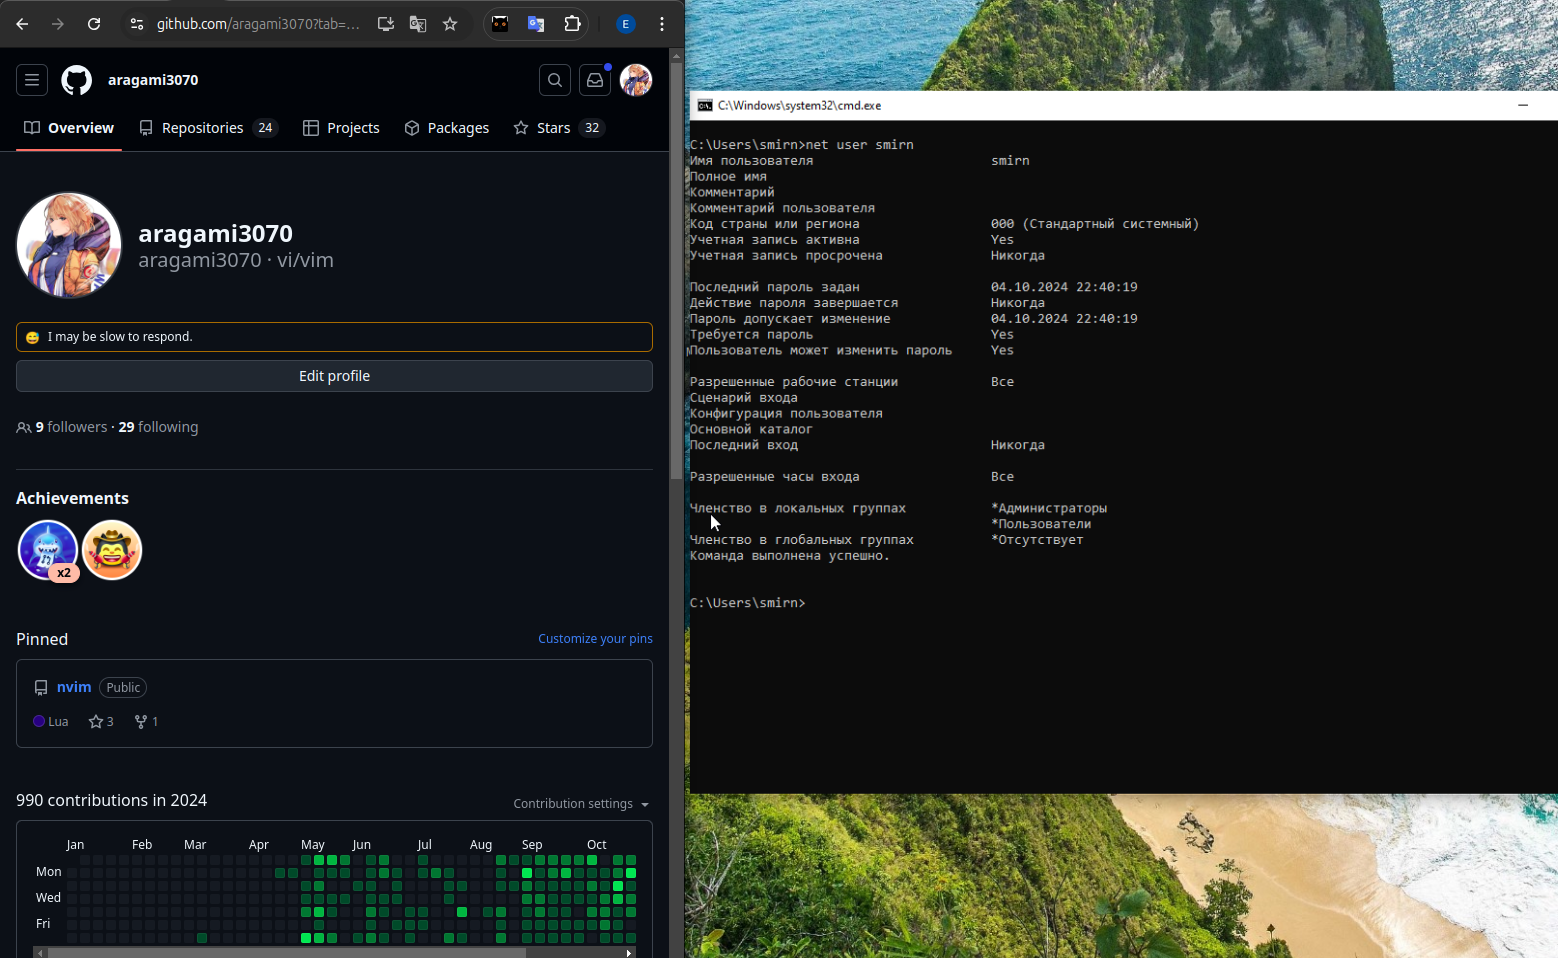 github.com/aragami3070?tab=...
E
aragami3070
Overview
Repositories 24
Projects
Packages
Stars 32
aragami3070
aragami3070 · vi/vim
I may be slow to respond.
Edit profile
9 followers · 29 following
Achievements
x2
Pinned
Customize your pins
nvim Public
Lua 3 1
990 contributions in 2024
Contribution settings
Jan Feb Mar Apr May Jun Jul Aug Sep Oct
Mon
Wed
Fri
C:\Windows\system32\cmd.exe
C:\Users\smirn>net user smirn
Имя пользователя smirn
Полное имя
Комментарий
Комментарий пользователя
Код страны или региона 000 (Стандартный системный)
Учетная запись активна Yes
Учетная запись просрочена Никогда
Последний пароль задан 04.10.2024 22:40:19
Действие пароля завершается Никогда
Пароль допускает изменение 04.10.2024 22:40:19
Требуется пароль Yes
Пользователь может изменить пароль Yes
Разрешенные рабочие станции Все
Сценарий входа
Конфигурация пользователя
Основной каталог
Последний вход Никогда
Разрешенные часы входа Все
Членство в локальных группах *Администраторы
*Пользователи
Членство в глобальных группах *Отсутствует
Команда выполнена успешно.
C:\Users\smirn>